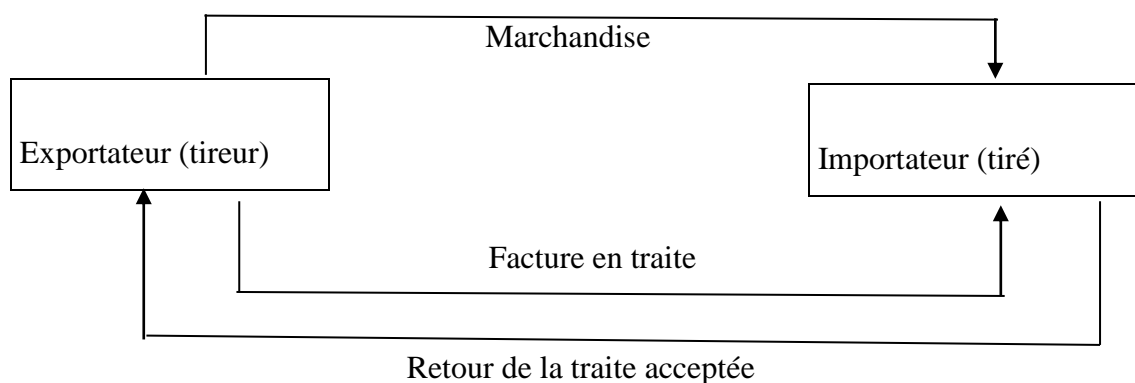 Marchandise
Exportateur (tireur)
Importateur (tiré)
Facture en traite
Retour de la traite acceptée